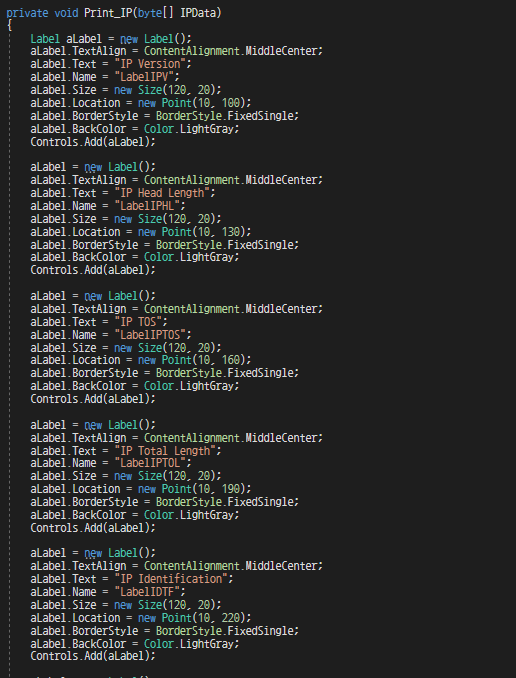 private void Print_IP(byte[] IPData)
{
Label aLabel = new Label();
aLabel.TextAlign = ContentAlignment.MiddleCenter;
aLabel.Text = "IP Version";
aLabel.Name = "LabelIPV";
aLabel.Size = new Size(120, 20);
aLabel.Location = new Point(10, 100);
aLabel.BorderStyle = BorderStyle.FixedSingle;
aLabel.BackColor = Color.LightGray;
Controls.Add(aLabel);
aLabel = new Label();
aLabel.TextAlign = ContentAlignment.MiddleCenter;
aLabel.Text = "IP Head Length";
aLabel.Name = "LabelIPHL";
aLabel.Size = new Size(120, 20);
aLabel.Location = new Point(10, 130);
aLabel.BorderStyle = BorderStyle.FixedSingle;
aLabel.BackColor = Color.LightGray;
Controls.Add(aLabel);
aLabel = new Label();
aLabel.TextAlign = ContentAlignment.MiddleCenter;
aLabel.Text = "IP TOS";
aLabel.Name = "LabelIPTOS";
aLabel.Size = new Size(120, 20);
aLabel.Location = new Point(10, 160);
aLabel.BorderStyle = BorderStyle.FixedSingle;
aLabel.BackColor = Color.LightGray;
Controls.Add(aLabel);
aLabel = new Label();
aLabel.TextAlign = ContentAlignment.MiddleCenter;
aLabel.Text = "IP Total Length";
aLabel.Name = "LabelIPTOL";
aLabel.Size = new Size(120, 20);
aLabel.Location = new Point(10, 190);
aLabel.BorderStyle = BorderStyle.FixedSingle;
aLabel.BackColor = Color.LightGray;
Controls.Add(aLabel);
aLabel = new Label();
aLabel.TextAlign = ContentAlignment.MiddleCenter;
aLabel.Text = "IP Identification";
aLabel.Name = "LabelIDTF";
aLabel.Size = new Size(120, 20);
aLabel.Location = new Point(10, 220);
aLabel.BorderStyle = BorderStyle.FixedSingle;
aLabel.BackColor = Color.LightGray;
Controls.Add(aLabel);